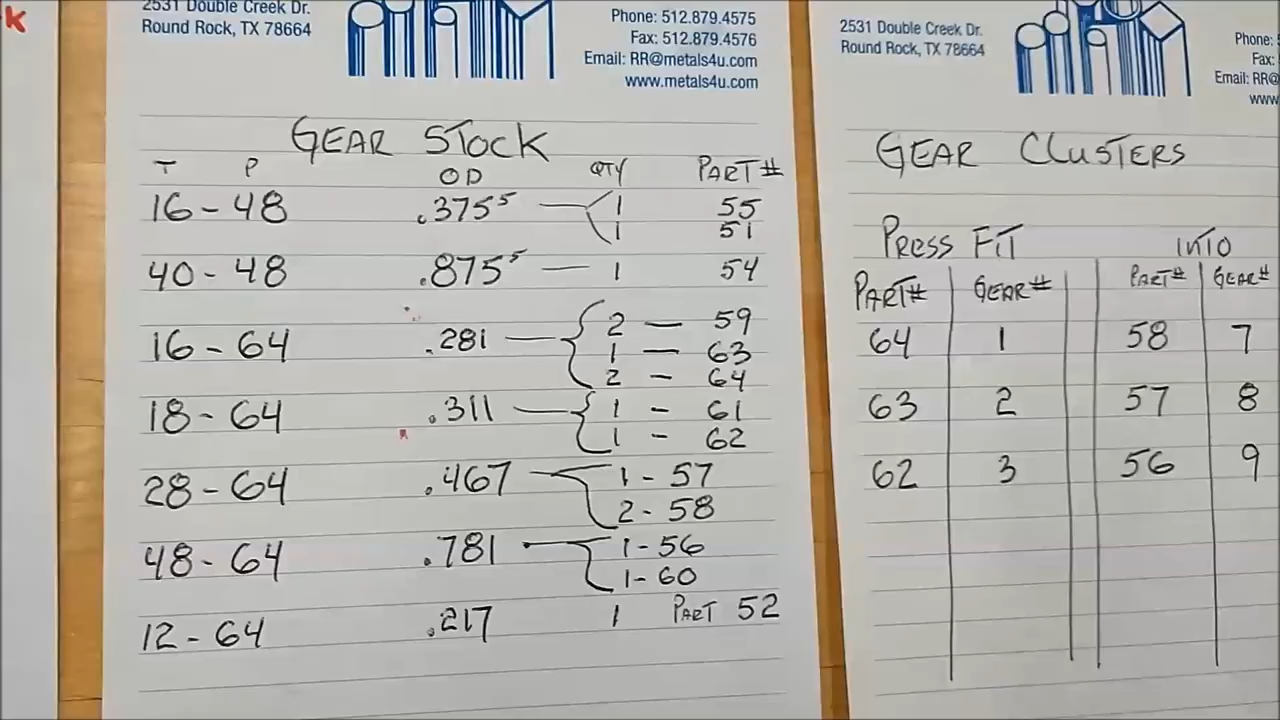 k
2531 Double Creek Dr.
Round Rock, TX 78664
Phone: 512.879.4575
Fax: 512.879.4576
Email: RR@metals4u.com
www.metals4u.com
GEAR STOCK
T P OD QTY PART#
16-48 .375⁵ 1 55
1 51
40-48 .875⁵ — 1 54
16-64 .281 2 — 59
1 — 63
2 - 64
18-64 .311 1 - 61
1 - 62
28-64 .467 1-57
2-58
48-64 .781 1-56
1-60
12-64 .217 1 PART 52
2531 Double Creek Dr.
Round Rock, TX 78664
Phone:
Fax:
Email: RR@
www
GEAR CLUSTERS
PRESS FIT INTO
PART# GEAR# PART# GEAR#
64 1 58 7
63 2 57 8
62 3 56 9